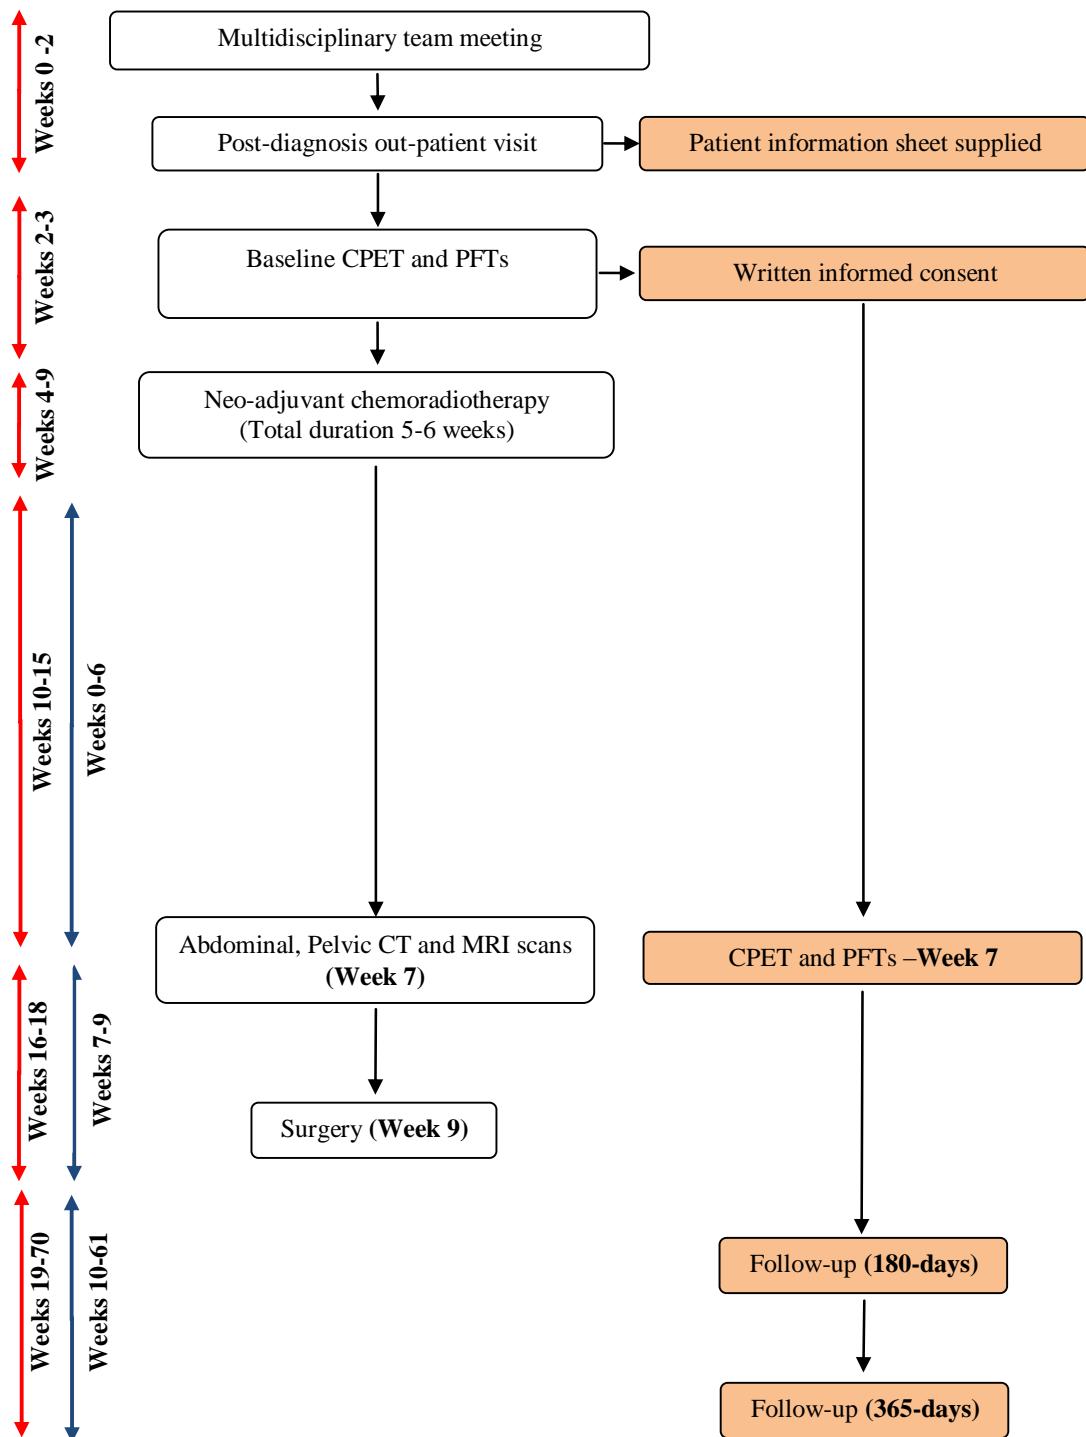 Weeks 0 -2
Multidisciplinary team meeting
Post-diagnosis out-patient visit
Patient information sheet supplied
Weeks 2-3
Baseline CPET and PFTs
Written informed consent
Weeks 4-9
Neo-adjuvant chemoradiotherapy
(Total duration 5-6 weeks)
Weeks 10-15
Weeks 0-6
Abdominal, Pelvic CT and MRI scans
(Week 7)
CPET and PFTs –Week 7
Weeks 16-18
Weeks 7-9
Surgery (Week 9)
Weeks 19-70
Weeks 10-61
Follow-up (180-days)
Follow-up (365-days)